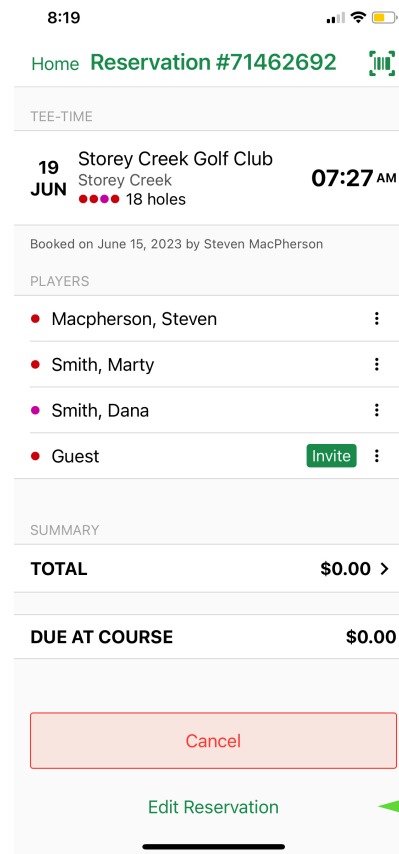 8:19
Home Reservation #71462692
TEE-TIME
19 JUN
Storey Creek Golf Club
Storey Creek
18 holes
07:27 AM
Booked on June 15, 2023 by Steven MacPherson
PLAYERS
Macpherson, Steven
Smith, Marty
Smith, Dana
Guest Invite
SUMMARY
TOTAL $0.00
DUE AT COURSE $0.00
Cancel
Edit Reservation